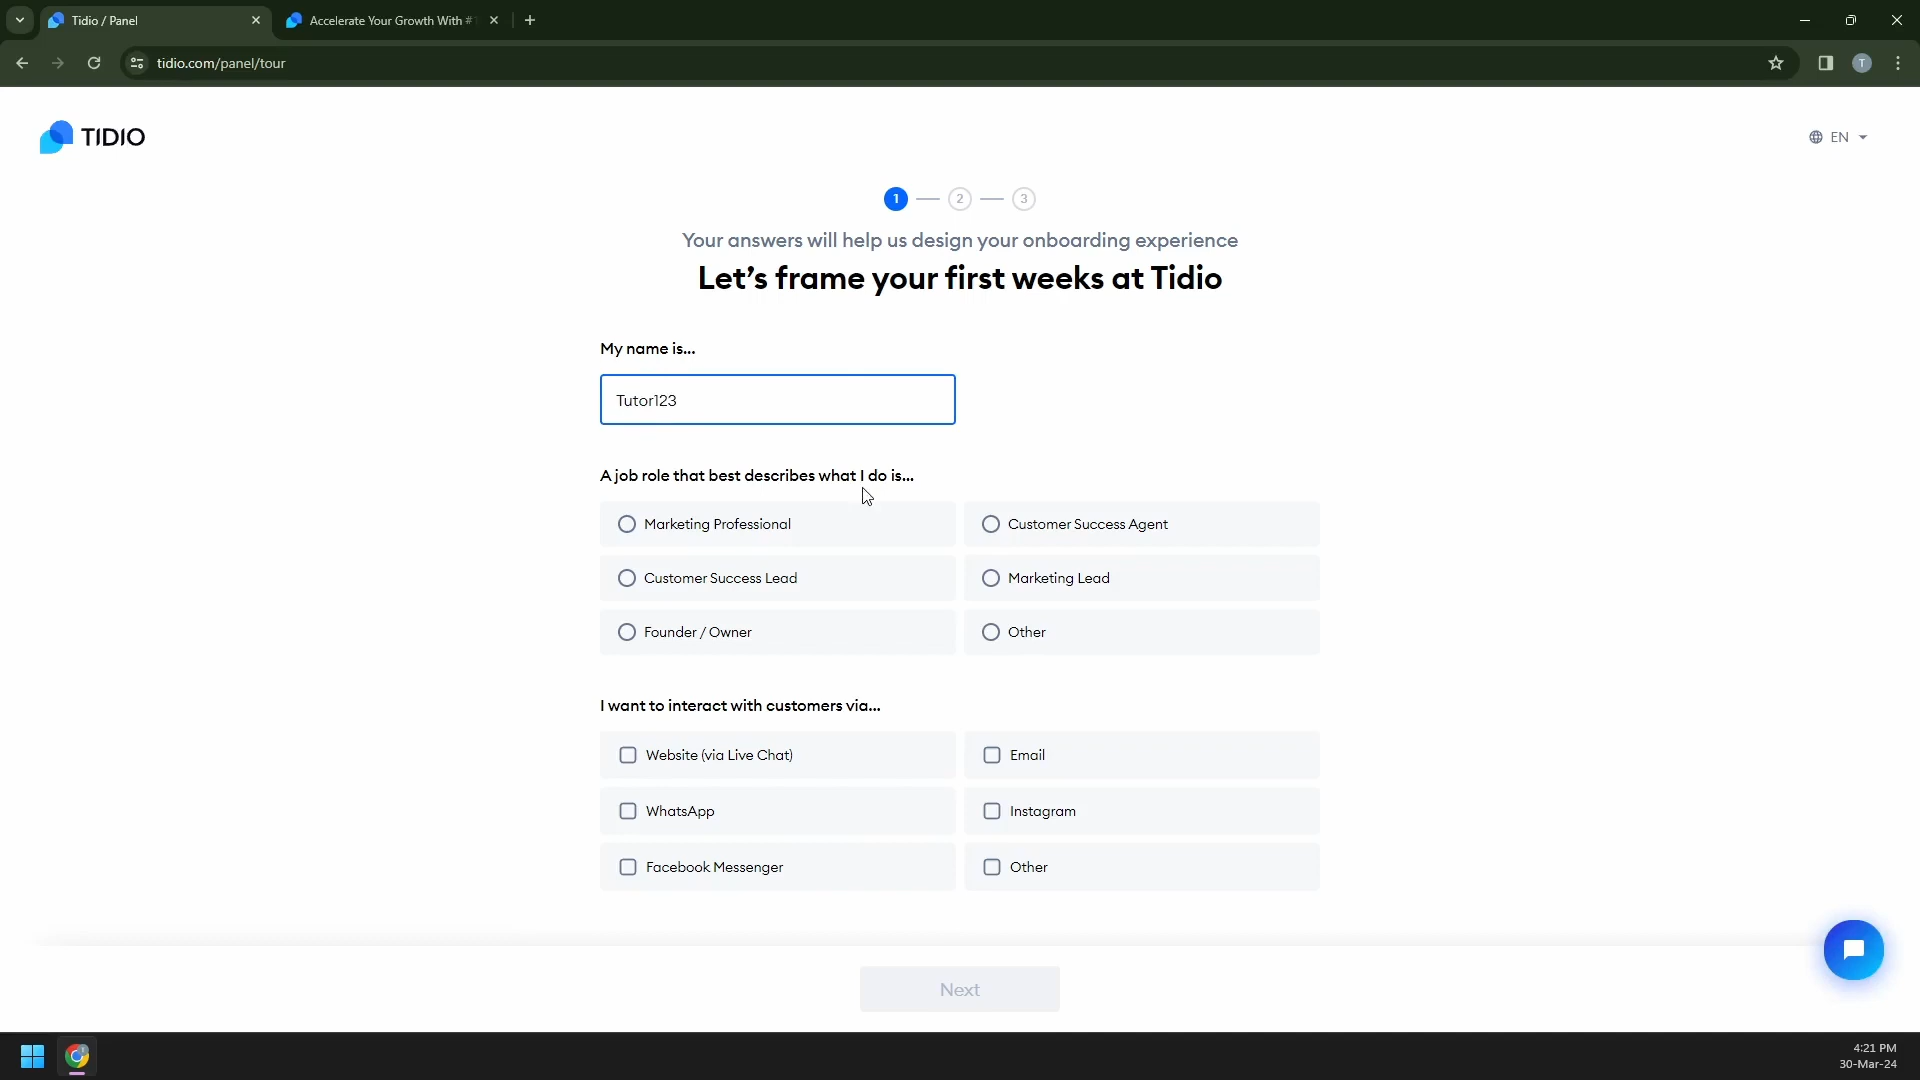 Tidio / Panel
Accelerate Your Growth With #
tidio.com/panel/tour
T
TIDIO
EN
1
2
3
Your answers will help us design your onboarding experience
Let's frame your first weeks at Tidio
My name is...
Tutor123
A job role that best describes what I do is...
Marketing Professional
Customer Success Agent
Customer Success Lead
Marketing Lead
Founder / Owner
Other
I want to interact with customers via...
Website (via Live Chat)
Email
WhatsApp
Instagram
Facebook Messenger
Other
Next
4:21 PM
30-Mar-24